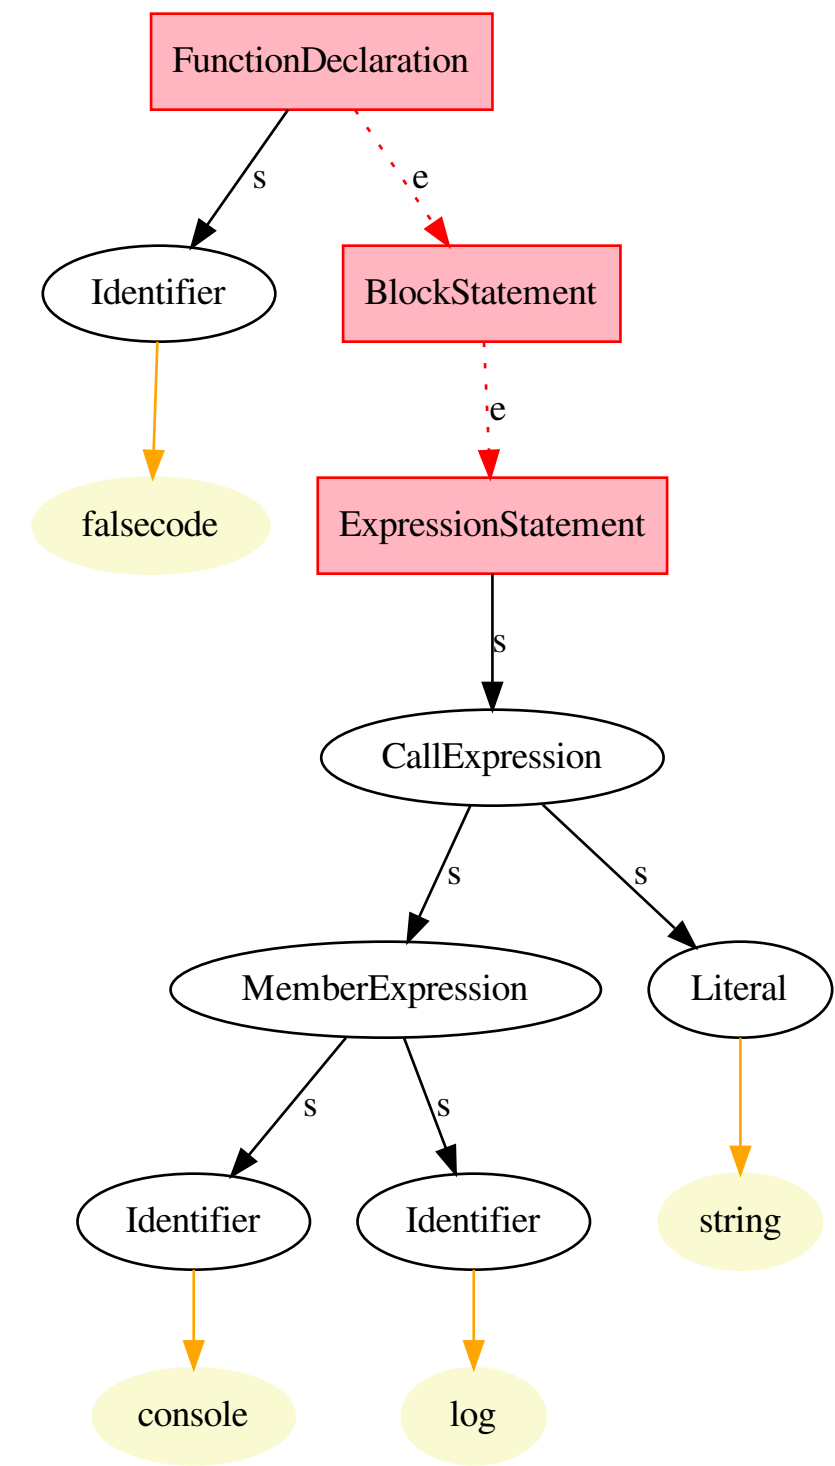 FunctionDeclaration
s
e
Identifier
BlockStatement
e
falsecode
ExpressionStatement
s
CallExpression
s
s
MemberExpression
Literal
s
s
Identifier
Identifier
string
console
log